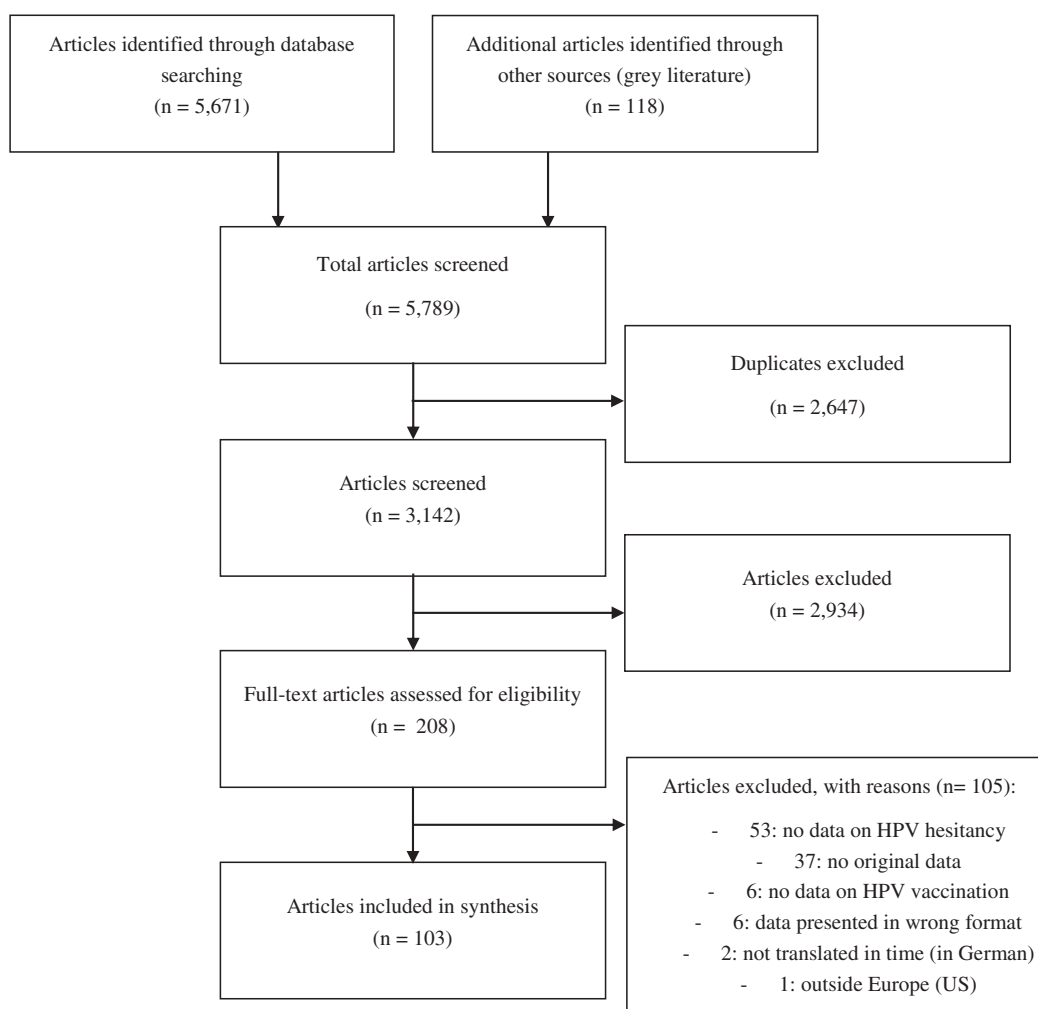 Articles identified through database
searching
(n = 5,671)
Additional articles identified through
other sources (grey literature)
(n = 118)
Total articles screened
(n = 5,789)
Duplicates excluded
(n = 2,647)
Articles screened
(n = 3,142)
Articles excluded
(n = 2,934)
Full-text articles assessed for eligibility
(n = 208)
Articles excluded, with reasons (n= 105):
- 53: no data on HPV hesitancy
- 37: no original data
- 6: no data on HPV vaccination
- 6: data presented in wrong format
- 2: not translated in time (in German)
- 1: outside Europe (US)
Articles included in synthesis
(n = 103)